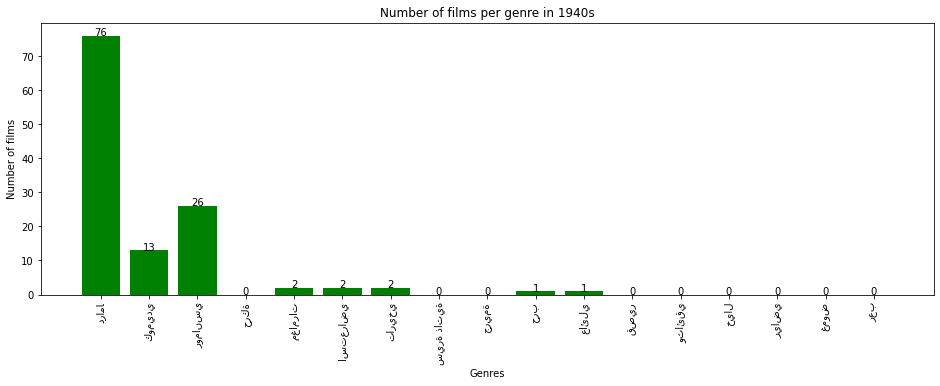 Number of films per genre in 1940s
Number of films
70
60
50
40
30
20
10
0
76
13
26
0
2
2
2
0
0
1
1
0
0
0
0
0
0
دراما
كوميدي
رومانسي
حركة
مغامرات
استعراضي
تاريخي
سيرة ذاتية
جريمة
حرب
عائلي
قصير
وثائقي
خيال
رياضي
غموض
رعب
Genres